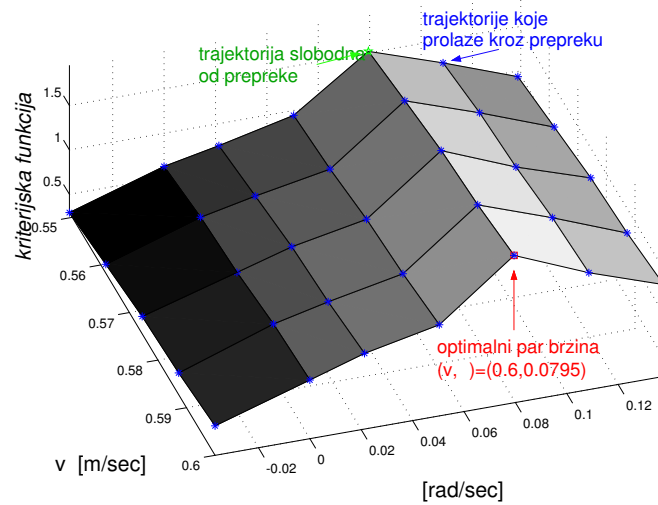 trajektorija slobodna
od prepreke
trajektorije koje
prolaze kroz prepreku
kriterijska funkcija
1.5
1
0.5
0.55
0.56
0.57
0.58
0.59
0.6
v [m/sec]
-0.02
0
0.02
0.04
0.06
0.08
0.1
0.12
[rad/sec]
optimalni par brzina
(v, )=(0.6,0.0795)